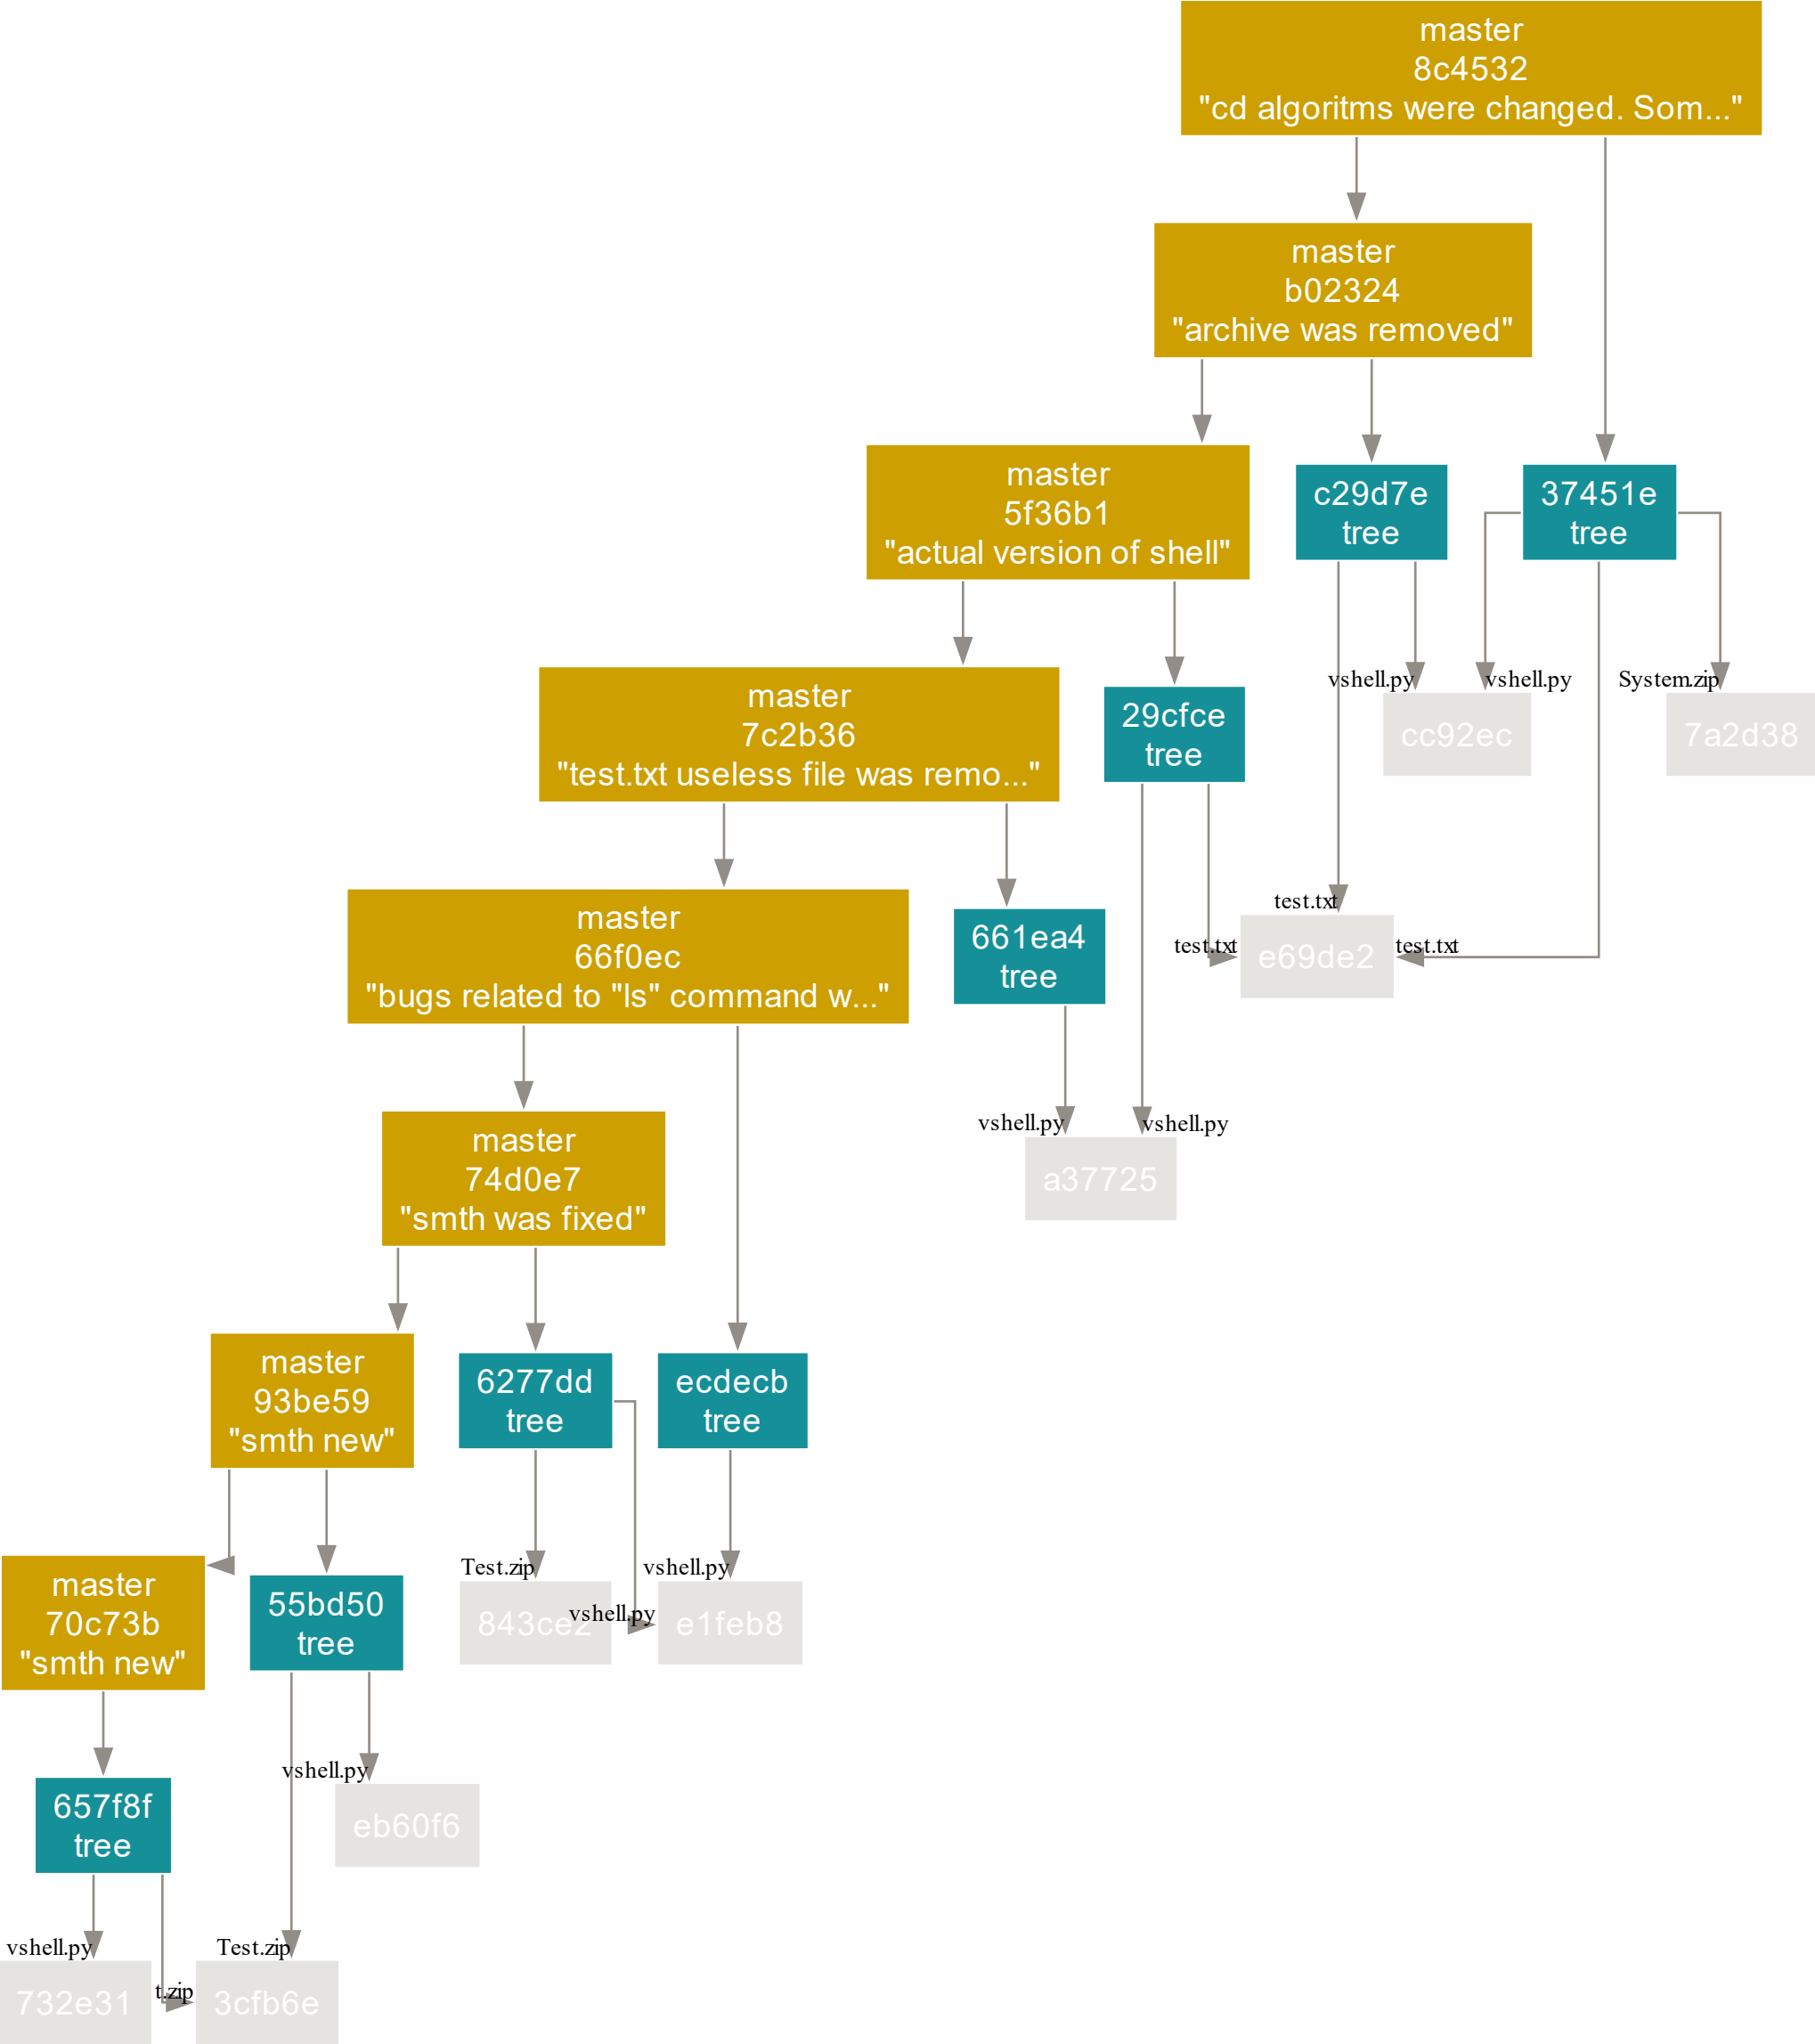 master
8c4532
"cd algoritms were changed. Som..."
master
b02324
"archive was removed"
master
5f36b1
"actual version of shell"
c29d7e
tree
37451e
tree
master
7c2b36
"test.txt useless file was remo..."
29cfce
tree
vshell.py
vshell.py
System.zip
cc92ec
7a2d38
master
66f0ec
"bugs related to "ls" command w..."
661ea4
tree
test.txt
test.txt
test.txt
e69de2
master
74d0e7
"smth was fixed"
vshell.py
vshell.py
a37725
master
93be59
"smth new"
6277dd
tree
ecdecb
tree
master
70c73b
"smth new"
55bd50
tree
Test.zip
vshell.py
843ce2
vshell.py
e1feb8
657f8f
tree
vshell.py
eb60f6
vshell.py
Test.zip
732e31
t.zip
3cfb6e